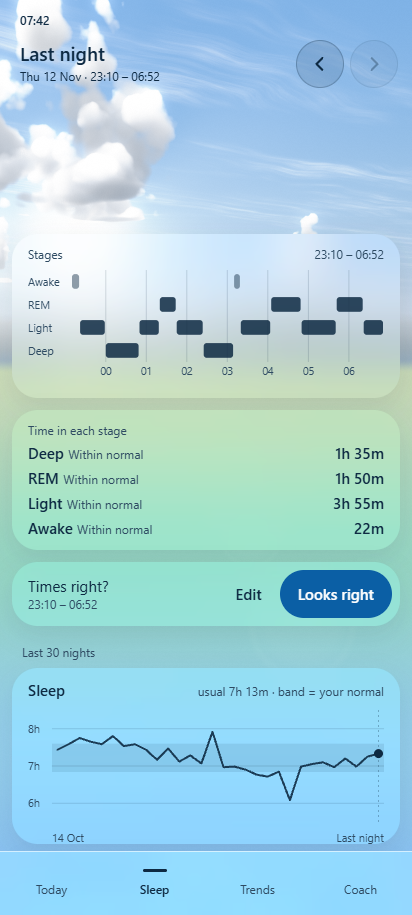 07:42
Last night
Thu 12 Nov · 23:10 – 06:52
Stages 23:10 – 06:52
Awake
REM
Light
Deep
00 01 02 03 04 05 06
Time in each stage
Deep Within normal 1h 35m
REM Within normal 1h 50m
Light Within normal 3h 55m
Awake Within normal 22m
Times right?
23:10 – 06:52
Edit
Looks right
Last 30 nights
Sleep usual 7h 13m · band = your normal
8h
7h
6h
14 Oct Last night
Today Sleep Trends Coach